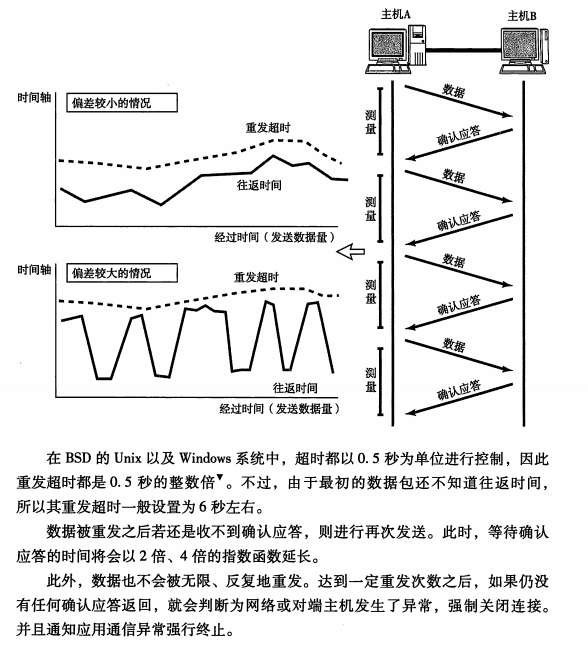 主机A
主机B
时间轴
偏差较小的情况
重发超时
往返时间
经过时间（发送数据量）
时间轴
偏差较大的情况
重发超时
往返时间
经过时间（发送数据量）
测量
数据
确认应答
测量
数据
确认应答
测量
数据
确认应答
测量
数据
确认应答
在 BSD 的 Unix 以及 Windows 系统中，超时都以 0.5 秒为单位进行控制，因此
重发超时都是 0.5 秒的整数倍▼。不过，由于最初的数据包还不知道往返时间，
所以其重发超时一般设置为 6 秒左右。
数据被重发之后若还是收不到确认应答，则进行再次发送。此时，等待确认
应答的时间将会以 2 倍、4 倍的指数函数延长。
此外，数据也不会被无限、反复地重发。达到一定重发次数之后，如果仍没
有任何确认应答返回，就会判断为网络或对端主机发生了异常，强制关闭连接。
并且通知应用通信异常强行终止。